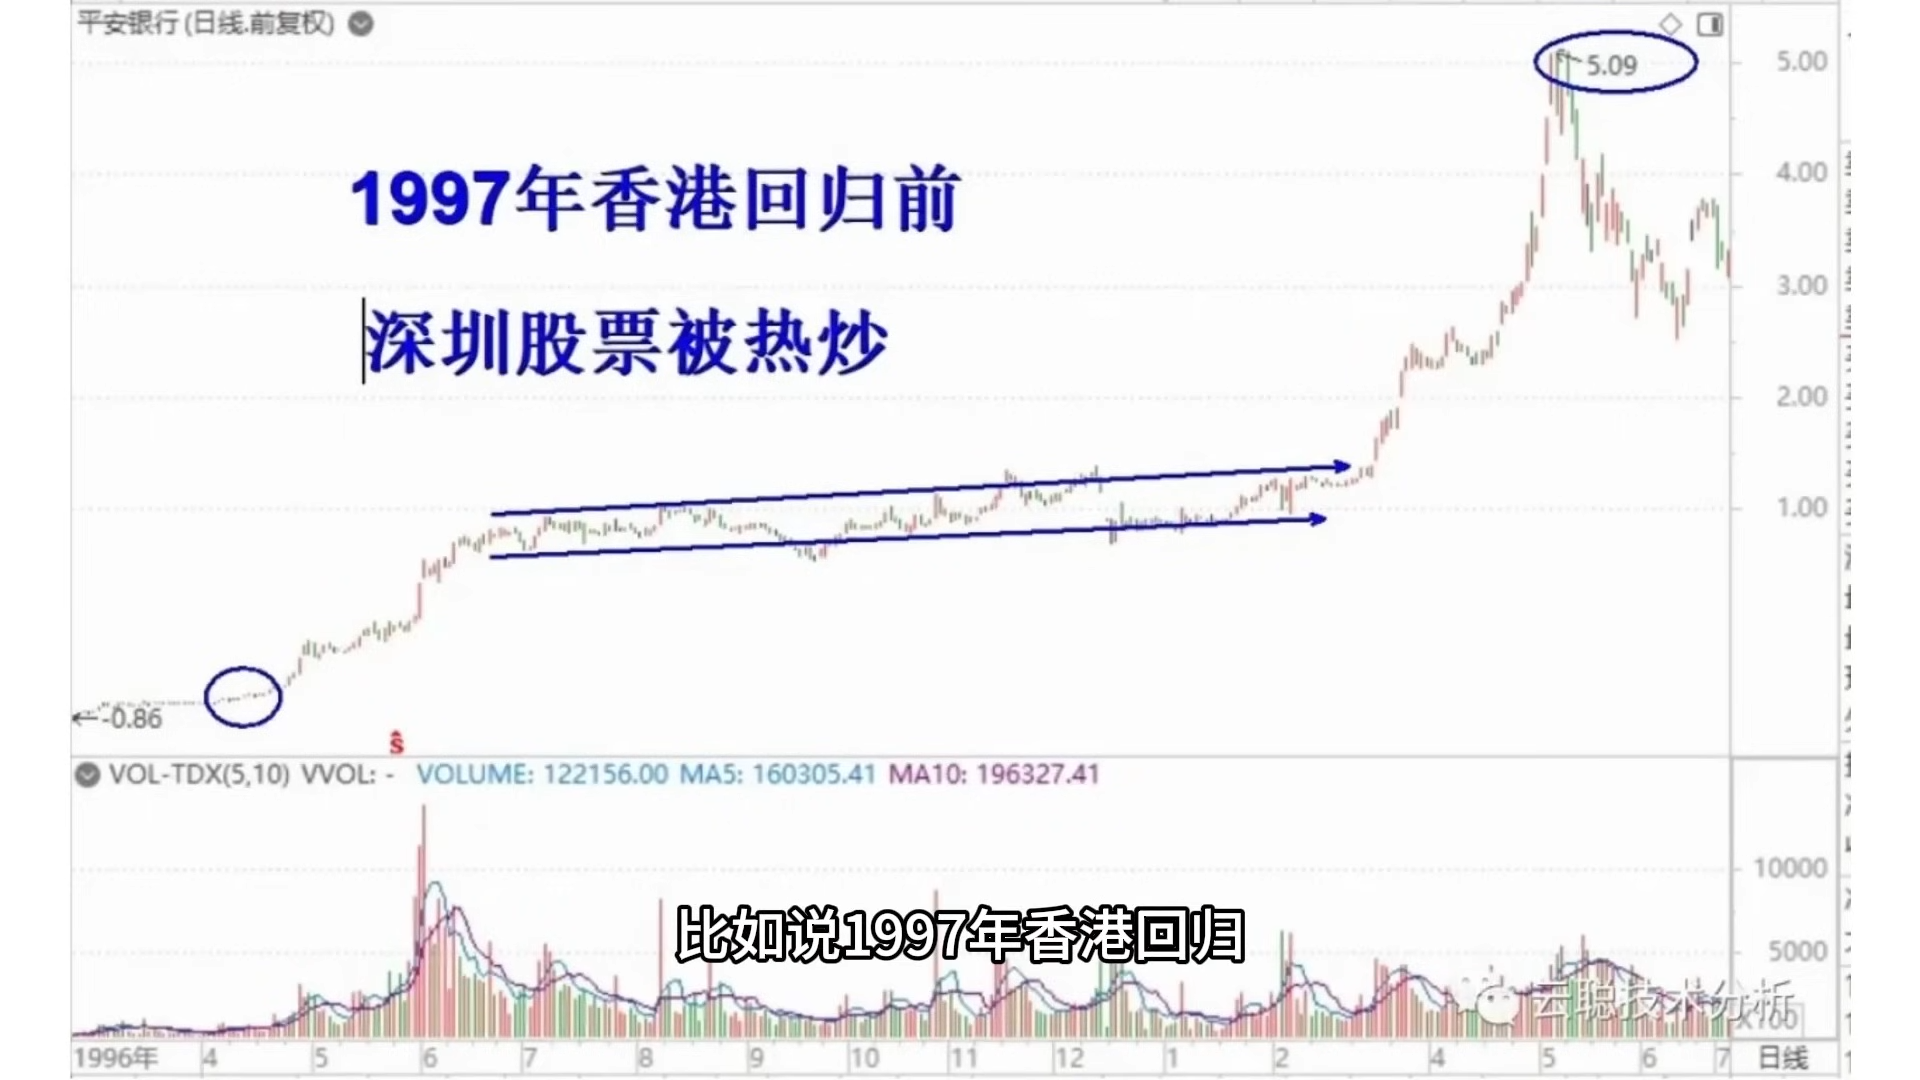 平安银行(日线.前复权)
5.09
5.00
4.00
1997年香港回归前
3.00
深圳股票被热炒
2.00
1.00
-0.86
ŝ
VOL-TDX(5,10) VVOL: - VOLUME: 122156.00 MA5: 160305.41 MA10: 196327.41
10000
比如说1997年香港回归
5000
云聪技术分析
X100
1996年 4 5 6 7 8 9 10 11 12 1 2 4 5 6 7 日线